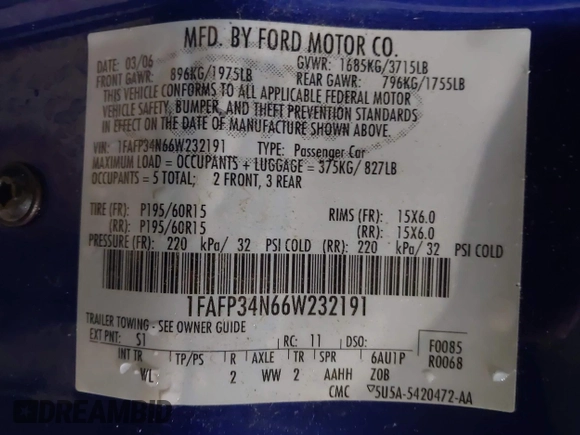 MFD. BY FORD MOTOR CO.
DATE: 03/06 GVWR: 1685KG/3715LB
FRONT GAWR: 896KG/1975LB REAR GAWR: 796KG/1755LB
THIS VEHICLE CONFORMS TO ALL APPLICABLE FEDERAL MOTOR
VEHICLE SAFETY, BUMPER, AND THEFT PREVENTION STANDARDS
IN EFFECT ON THE DATE OF MANUFACTURE SHOWN ABOVE.
VIN: 1FAFP34N66W232191 TYPE: Passenger Car
MAXIMUM LOAD = OCCUPANTS + LUGGAGE = 375KG/ 827LB
OCCUPANTS = 5 TOTAL; 2 FRONT, 3 REAR
TIRE (FR): P195/60R15 RIMS (FR): 15X6.0
(RR): P195/60R15 (RR): 15X6.0
PRESSURE (FR): 220 kPa/ 32 PSI COLD (RR): 220 kPa/ 32 PSI COLD
1FAFP34N66W232191
TRAILER TOWING - SEE OWNER GUIDE
EXT PNT: S1 RC: 11 DSO: F0085
INT TR TP/PS R AXLE TR SPR 6AU1P R0068
WL 2 WW 2 AAHH ZOB
CMC 5U5A-5420472-AA
DREAMBID